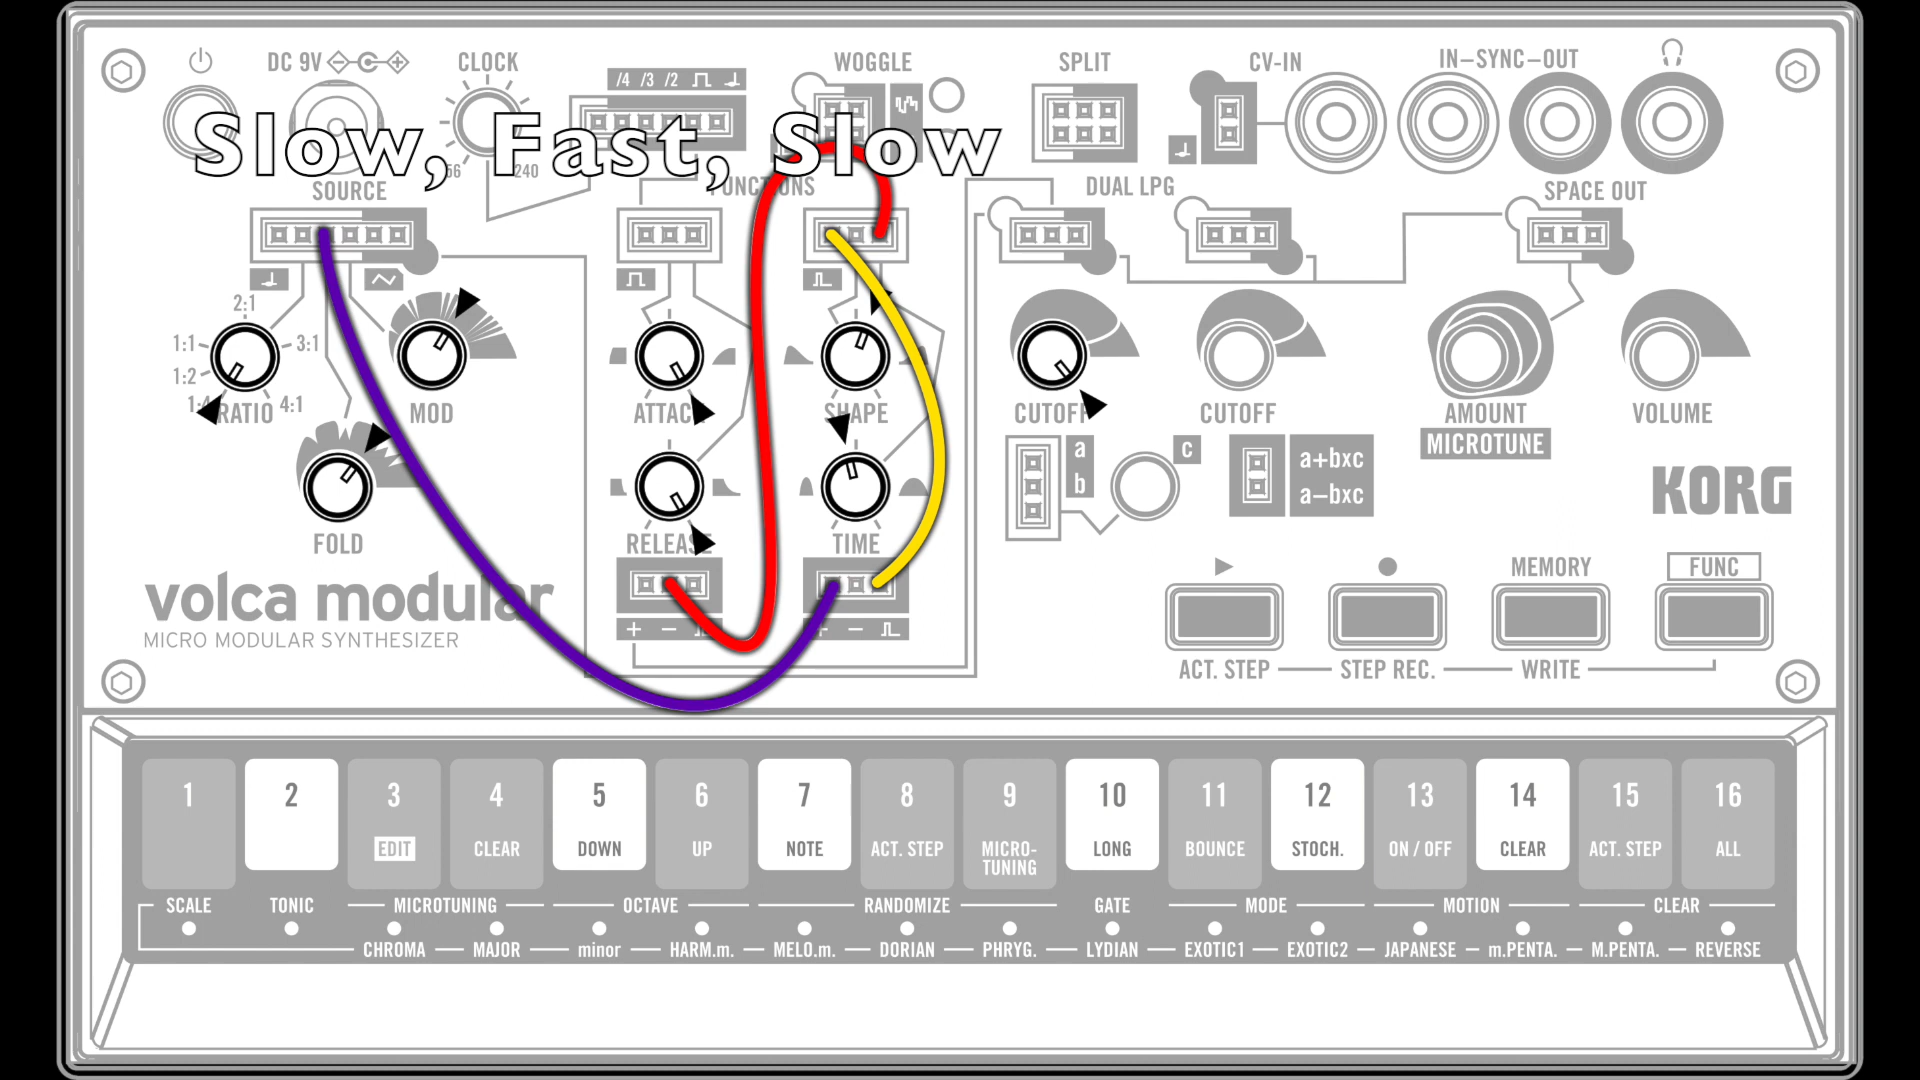 DC 9V
CLOCK
/4 /3 /2
WOGGLE
SPLIT
CV-IN
IN-SYNC-OUT
Slow, Fast, Slow
56
240
SOURCE
FUNCTIONS
DUAL LPG
SPACE OUT
2:1
1:1
3:1
1:2
1:4
4:1
RATIO
MOD
ATTACK
SHAPE
CUTOFF
CUTOFF
AMOUNT
VOLUME
MICROTUNE
a
b
c
a+bxc
a-bxc
KORG
FOLD
RELEASE
TIME
volca modular
MICRO MODULAR SYNTHESIZER
+ -
+ -
MEMORY
FUNC
ACT. STEP
STEP REC.
WRITE
1 2 3 4 5 6 7 8 9 10 11 12 13 14 15 16
EDIT CLEAR DOWN UP NOTE ACT. STEP MICRO-TUNING LONG BOUNCE STOCH. ON / OFF CLEAR ACT. STEP ALL
SCALE TONIC MICROTUNING OCTAVE RANDOMIZE GATE MODE MOTION CLEAR
CHROMA MAJOR minor HARM.m. MELO.m. DORIAN PHRYG. LYDIAN EXOTIC1 EXOTIC2 JAPANESE m.PENTA. M.PENTA. REVERSE